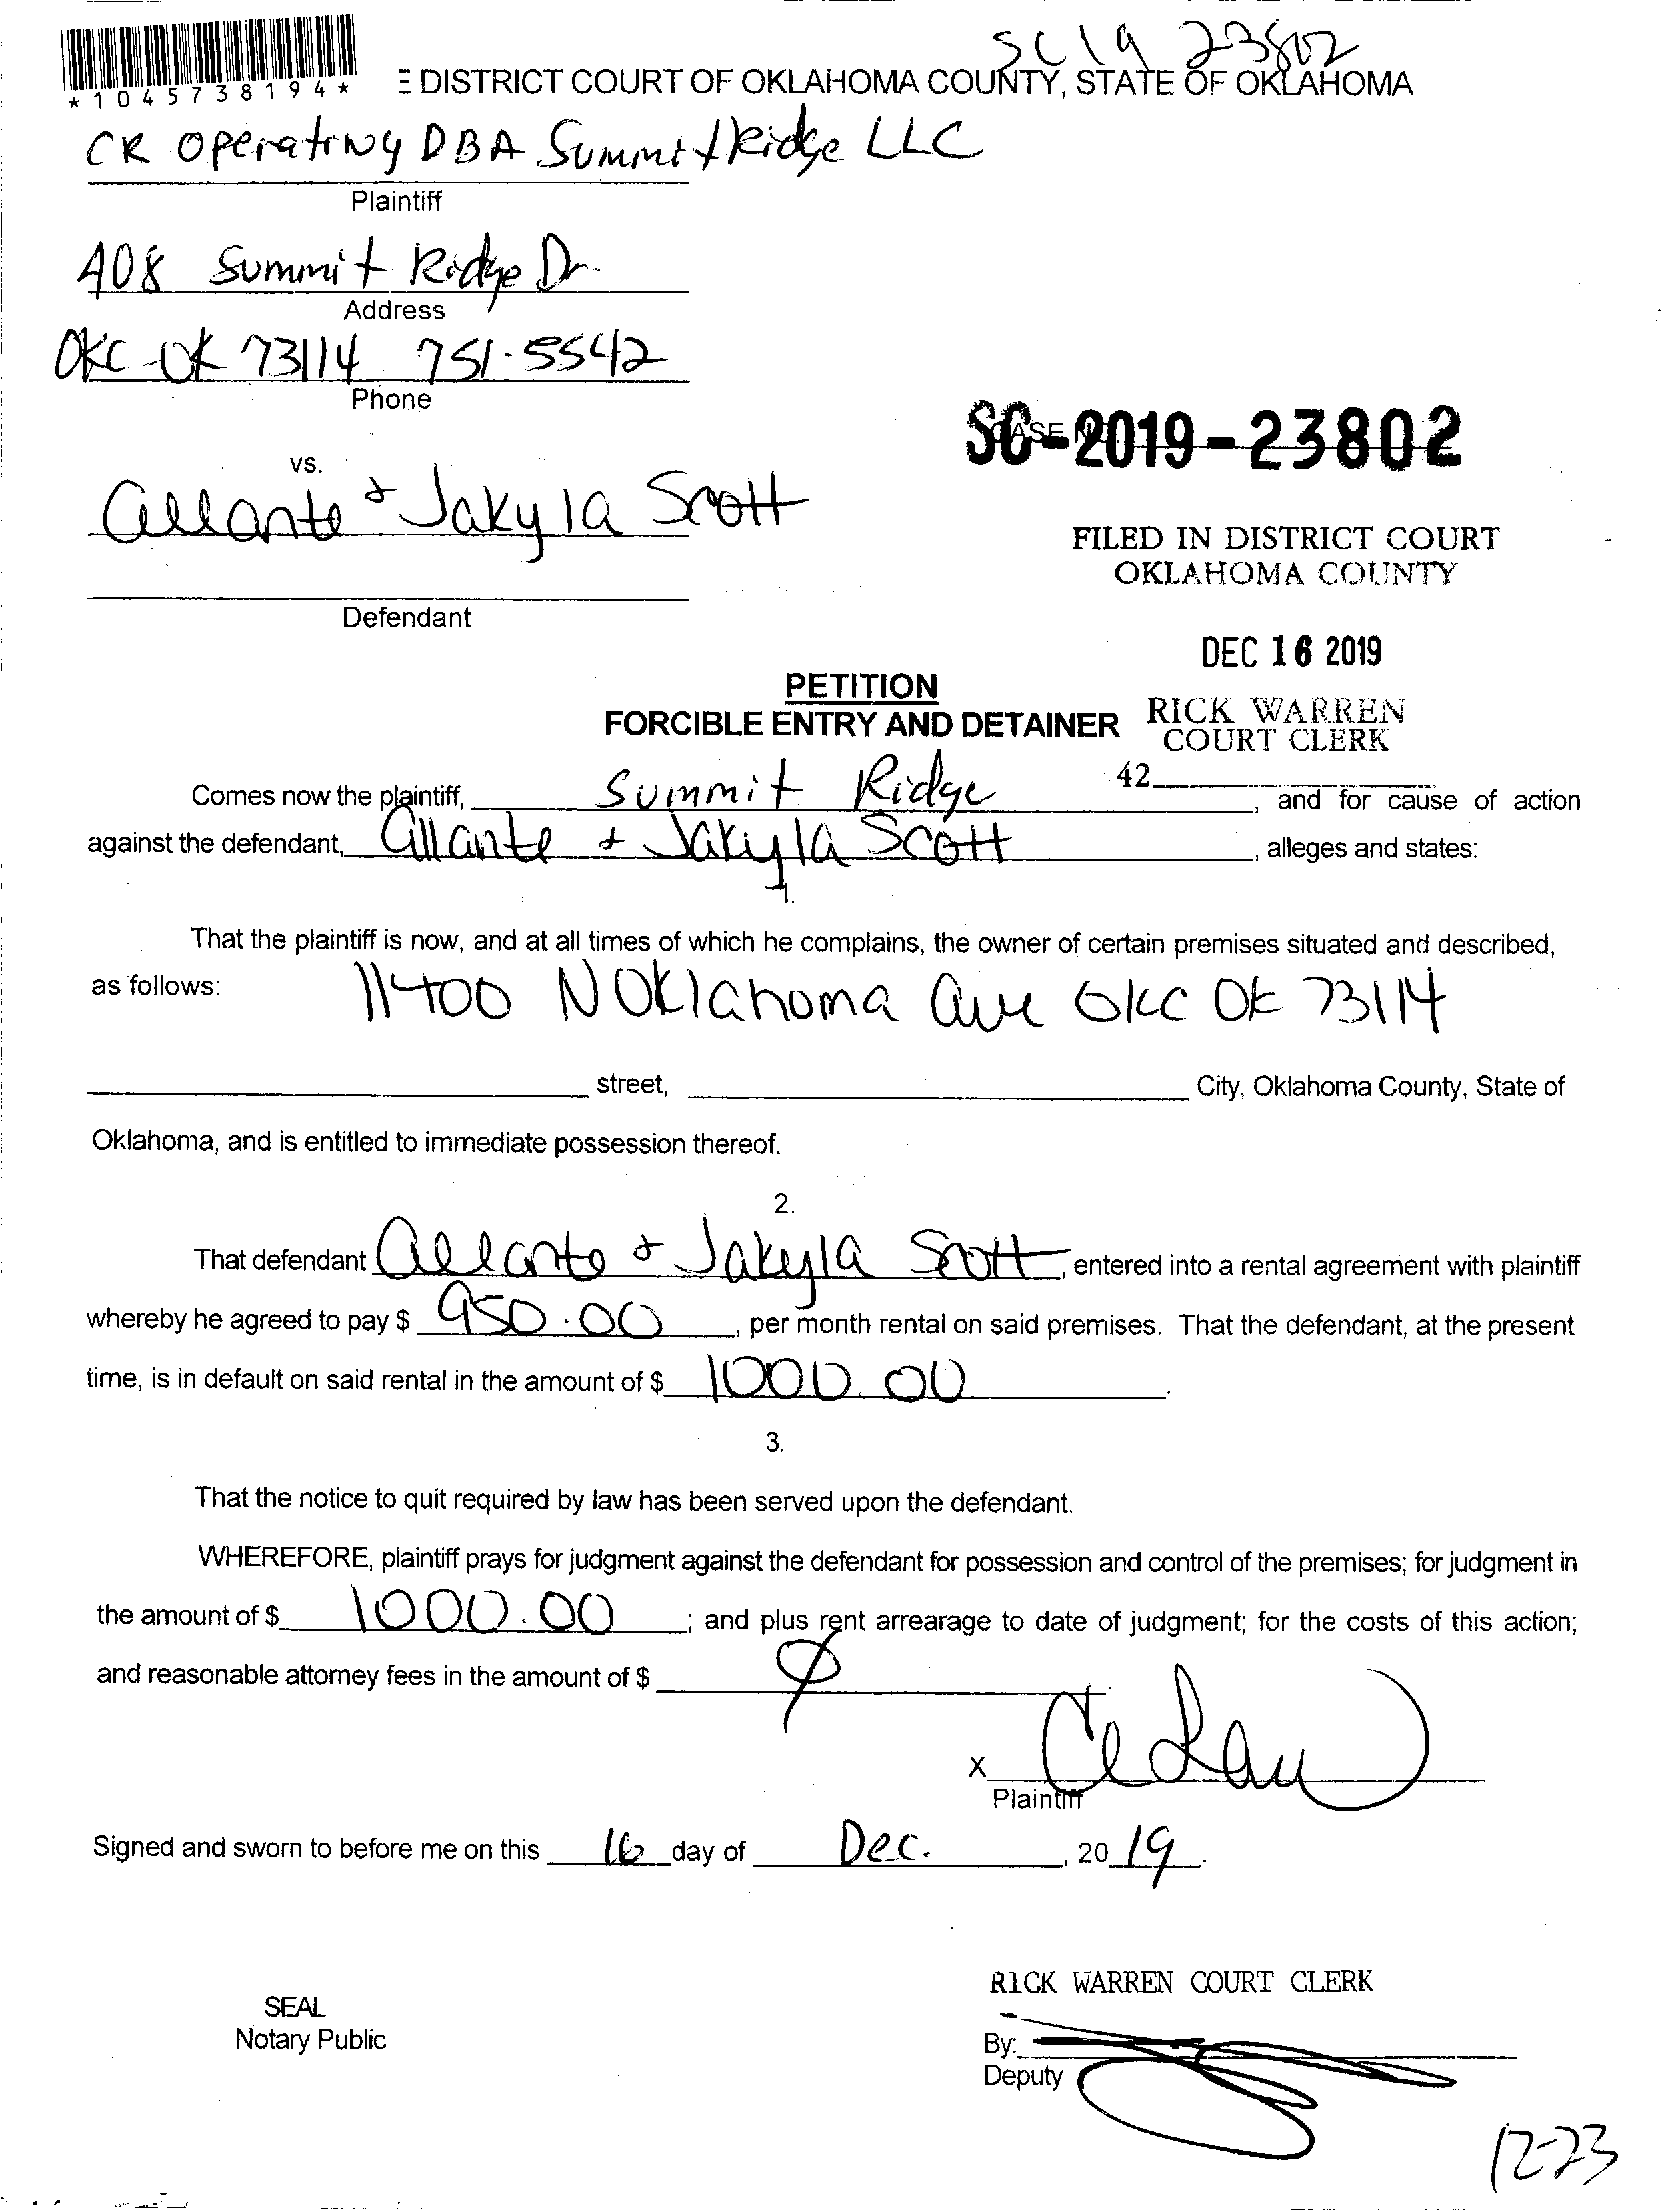 SC19 23802
*1045738194*
E DISTRICT COURT OF OKLAHOMA COUNTY, STATE OF OKLAHOMA
CR Operating DBA Summit Ridge LLC
Plaintiff
408 Summit Ridge Dr.
Address
OKC OK 73114 751-5542
Phone
SC-2019-23802
vs.
Allante & Jakyla Scott
FILED IN DISTRICT COURT
OKLAHOMA COUNTY
Defendant
DEC 16 2019
PETITION
FORCIBLE ENTRY AND DETAINER
RICK WARREN
COURT CLERK
42
Comes now the plaintiff, Summit Ridge, and for cause of action
against the defendant, Allante & Jakyla Scott, alleges and states:
1.
That the plaintiff is now, and at all times of which he complains, the owner of certain premises situated and described,
as follows: 11400 N Oklahoma Ave OKC OK 73114
street, City, Oklahoma County, State of
Oklahoma, and is entitled to immediate possession thereof.
2.
That defendant Allante & Jakyla Scott, entered into a rental agreement with plaintiff
whereby he agreed to pay $ 950.00, per month rental on said premises. That the defendant, at the present
time, is in default on said rental in the amount of $ 1000.00.
3.
That the notice to quit required by law has been served upon the defendant.
WHEREFORE, plaintiff prays for judgment against the defendant for possession and control of the premises; for judgment in
the amount of $ 1000.00; and plus rent arrearage to date of judgment; for the costs of this action;
and reasonable attorney fees in the amount of $
X
Plaintiff
Signed and sworn to before me on this 16 day of Dec., 20 19.
RICK WARREN COURT CLERK
SEAL
Notary Public
By:
Deputy
12-23